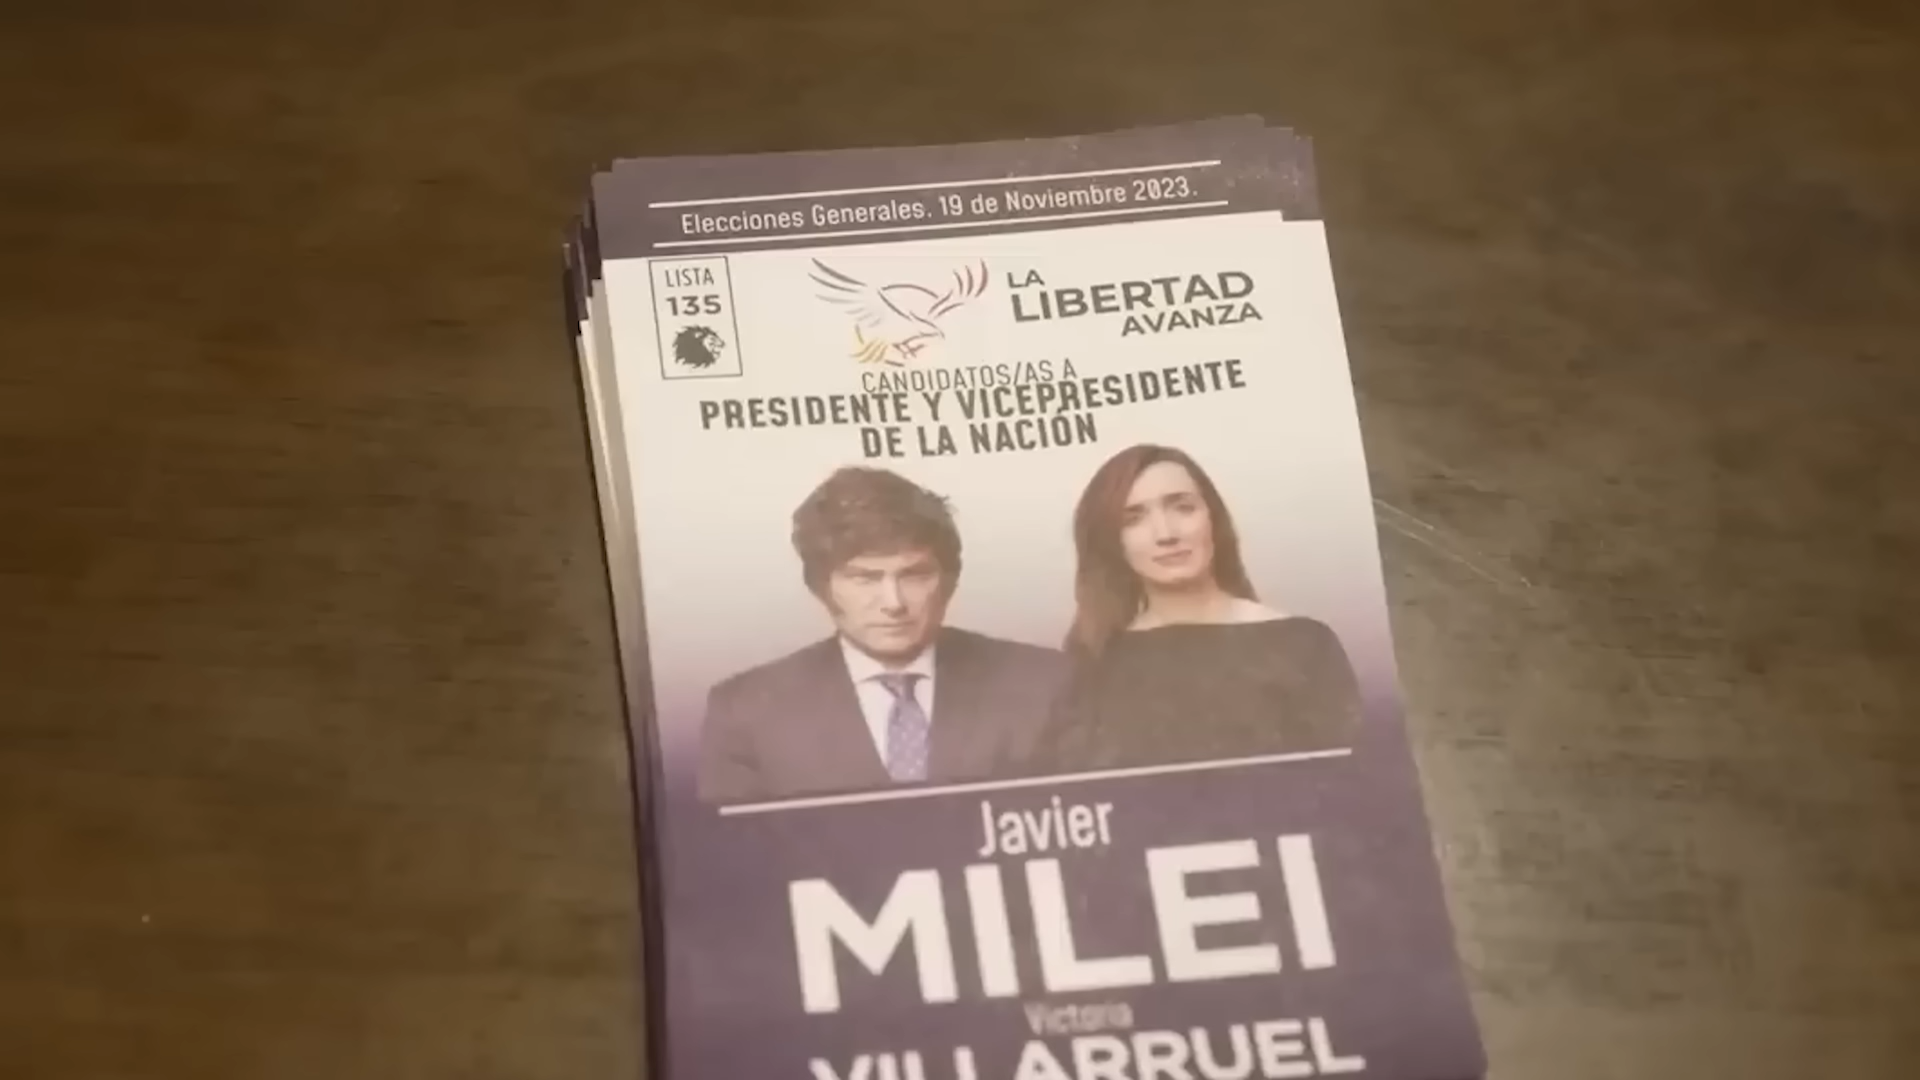 Elecciones Generales. 19 de Noviembre 2023.
LISTA
135
LA
LIBERTAD
AVANZA
CANDIDATOS/AS A
PRESIDENTE Y VICEPRESIDENTE
DE LA NACIÓN
Javier
MILEI
Victoria
VILLARRUEL